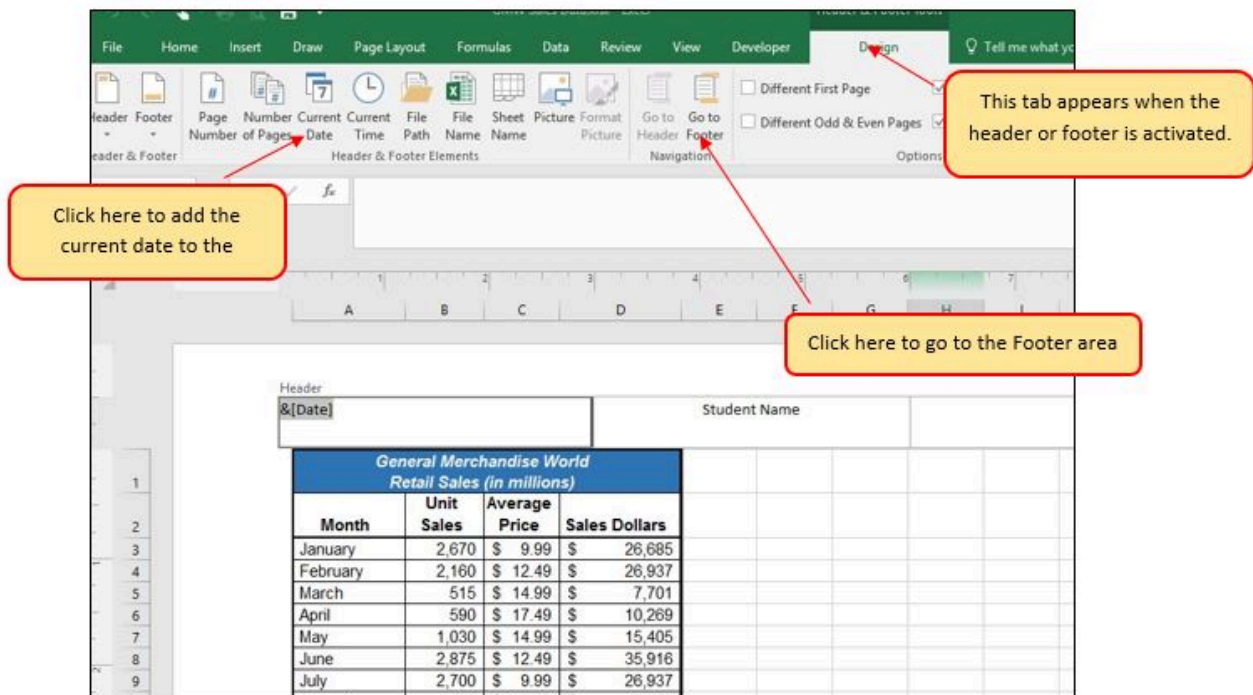 File Home Insert Draw Page Layout Formulas Data Review View Developer Design Tell me what yo
Header Footer Page Number Number of Pages Current Date Current Time File Path File Name Sheet Name Picture Format Picture Go to Header Go to Footer
Different First Page
Different Odd & Even Pages
Header & Footer Elements Navigation Options
This tab appears when the
header or footer is activated.
Click here to add the
current date to the
fx
Click here to go to the Footer area
1 2 3 4 5 6 7
A B C D E F G H I
Header
&[Date] Student Name
1 General Merchandise World
Retail Sales (in millions)
2 Month Unit Sales Average Price Sales Dollars
3 January 2,670 $ 9.99 $ 26,685
4 February 2,160 $ 12.49 $ 26,937
5 March 515 $ 14.99 $ 7,701
6 April 590 $ 17.49 $ 10,269
7 May 1,030 $ 14.99 $ 15,405
8 June 2,875 $ 12.49 $ 35,916
9 July 2,700 $ 9.99 $ 26,937